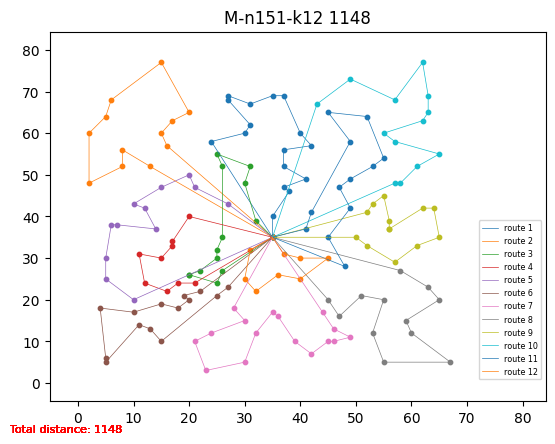 M-n151-k12 1148
80
70
60
50
40
30
20
10
0
route 1
route 2
route 3
route 4
route 5
route 6
route 7
route 8
route 9
route 10
route 11
route 12
0 10 20 30 40 50 60 70 80
Total distance: 1148